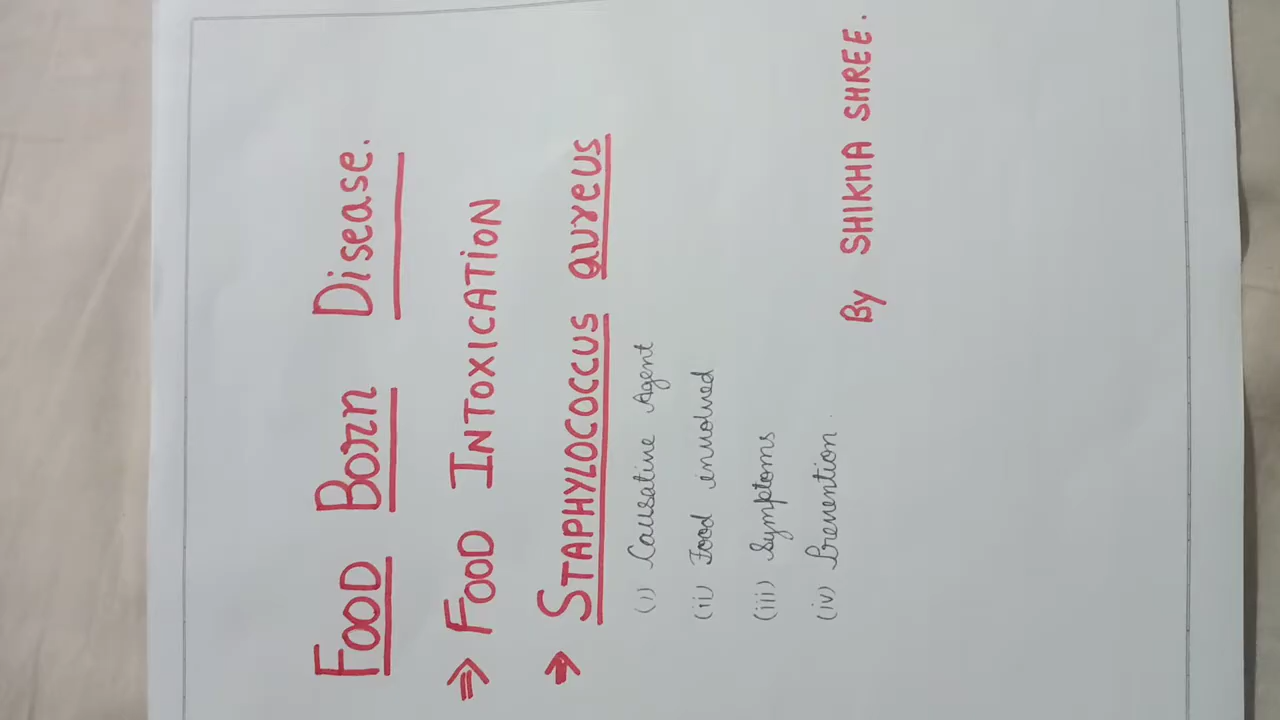 Food Born Disease.
⇒ FOOD INTOXICATION
→ STAPHYLOCOCCUS aureus
(i) Causative Agent
(ii) Food involved
(iii) Symptoms
(iv) Prevention.
By SHIKHA SHREE.